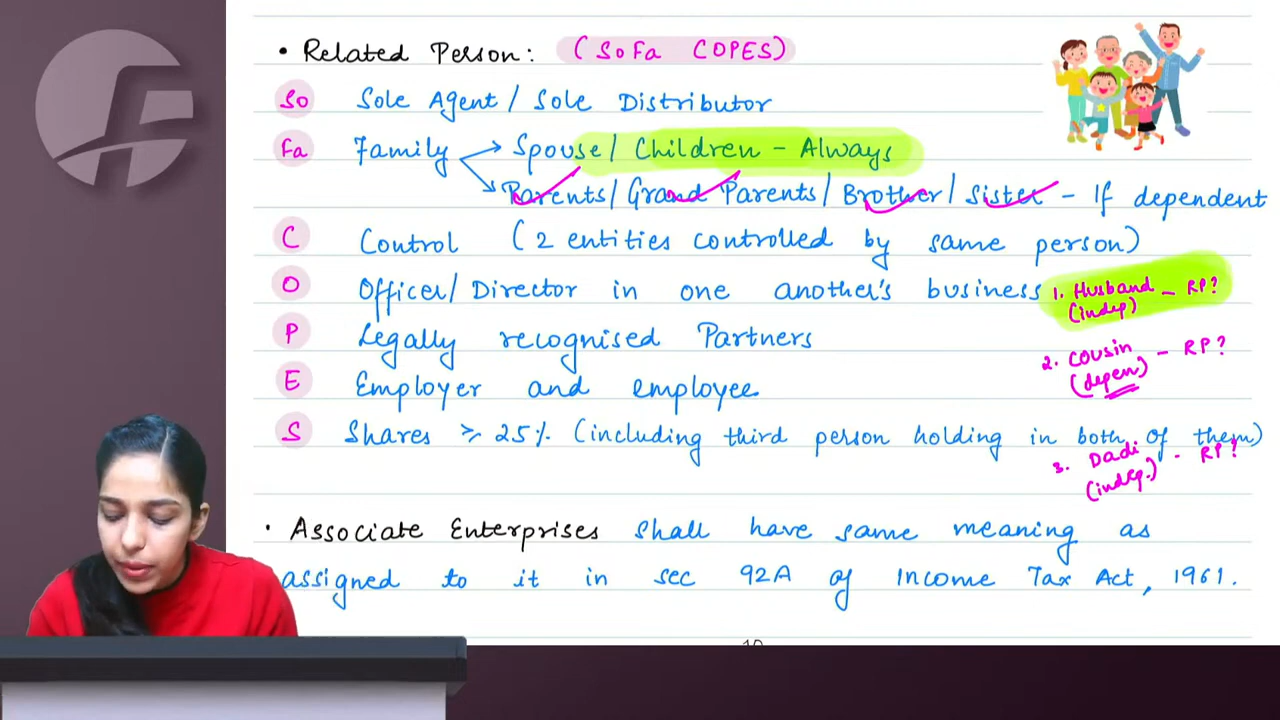 • Related Person: (SoFa COPES)
So Sole Agent / Sole Distributor
Fa Family → Spouse / Children - Always
Parents / Grand Parents / Brother / Sister - If dependent
C Control (2 entities controlled by same person)
O Officer / Director in one another's business
1. Husband - RP?
(indep)
P Legally recognised Partners
2. Cousin - RP?
(depen)
E Employer and employee
S Shares ≥ 25% (including third person holding in both of them)
3. Dadi - RP?
(indep.)
• Associate Enterprises shall have same meaning as
assigned to it in sec 92A of Income Tax Act, 1961.